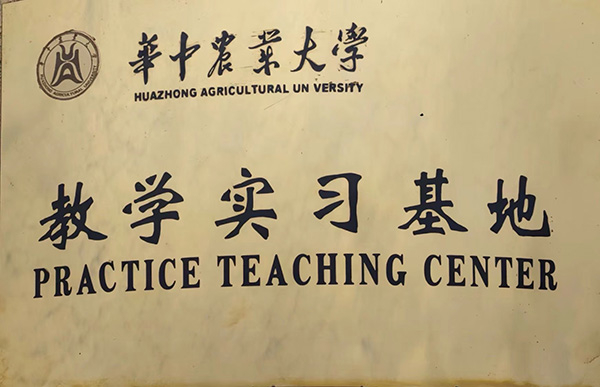 華中農業大學
HUAZHONG AGRICULTURAL UN VERSITY
教学实习基地
PRACTICE TEACHING CENTER